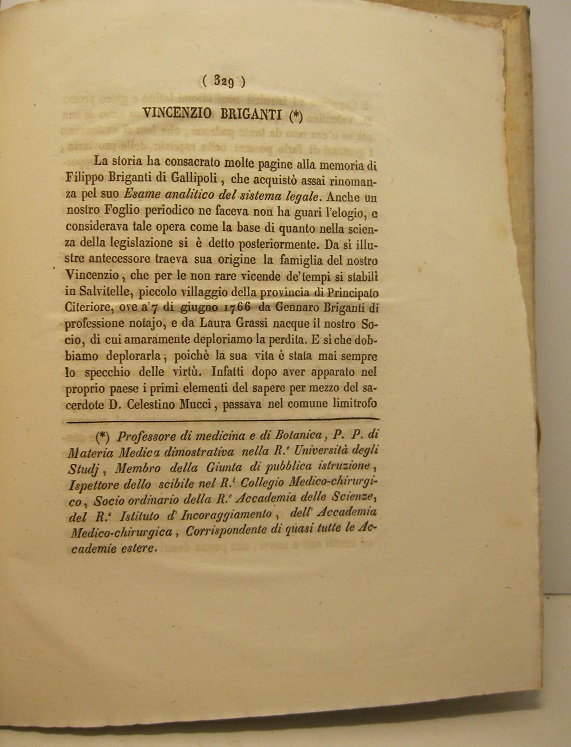 ( 329 )
VINCENZIO BRIGANTI (*)
La storia ha consacrato molte pagine alla memoria di
Filippo Briganti di Gallipoli, che acquistò assai rinoman-
za pel suo Esame analitico del sistema legale. Anche un
nostro Foglio periodico ne faceva non ha guari l'elogio, e
considerava tale opera come la base di quanto nella scien-
za della legislazione si è detto posteriormente. Da sì illu-
stre antecessore traeva sua origine la famiglia del nostro
Vincenzio, che per le non rare vicende de'tempi si stabilì
in Salvitelle, piccolo villaggio della provincia di Principato
Citeriore, ove a'7 di giugno 1766 da Gennaro Briganti di
professione notajo, e da Laura Grassi nacque il nostro So-
cio, di cui amaramente deploriamo la perdita. E sì che dob-
biamo deplorarla, poichè la sua vita è stata mai sempre
lo specchio delle virtù. Infatti dopo aver apparato nel
proprio paese i primi elementi del sapere per mezzo del sa-
cerdote D. Celestino Mucci, passava nel comune limitrofo
(*) Professore di medicina e di Botanica, P. P. di
Materia Medica dimostrativa nella R.ª Università degli
Studj, Membro della Giunta di pubblica istruzione,
Ispettore dello scibile nel R.l Collegio Medico-chirurgi-
co, Socio ordinario della R.ª Accademia delle Scienze,
del R.º Istituto d'Incoraggiamento, dell'Accademia
Medico-chirurgica, Corrispondente di quasi tutte le Ac-
cademie estere.